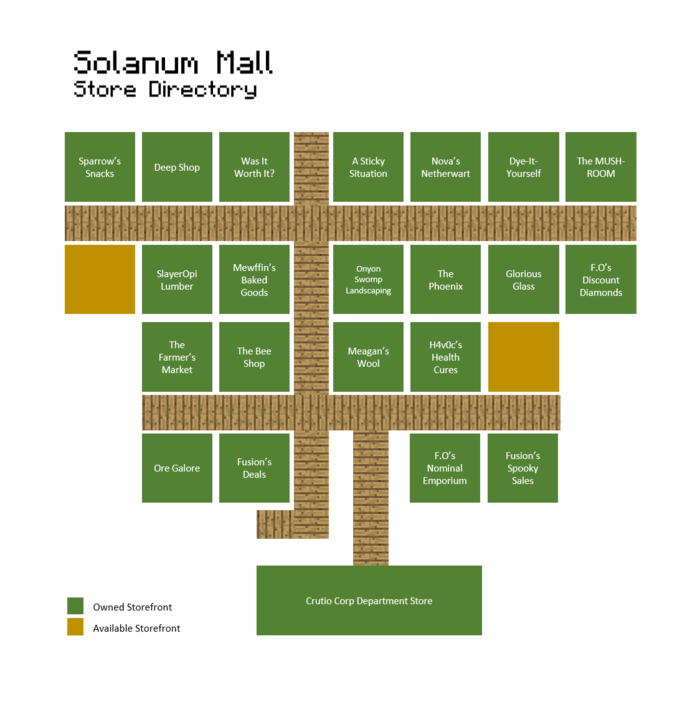 Solanum Mall
Store Directory
Sparrow's
Snacks
Deep Shop
Was It
Worth It?
A Sticky
Situation
Nova's
Netherwart
Dye-It-
Yourself
The MUSH-
ROOM
SlayerOpi
Lumber
Mewffin's
Baked
Goods
Onyon
Swomp
Landscaping
The
Phoenix
Glorious
Glass
F.O's
Discount
Diamonds
The
Farmer's
Market
The Bee
Shop
Meagan's
Wool
H4v0c's
Health
Cures
Ore Galore
Fusion's
Deals
F.O's
Nominal
Emporium
Fusion's
Spooky
Sales
Crutio Corp Department Store
Owned Storefront
Available Storefront